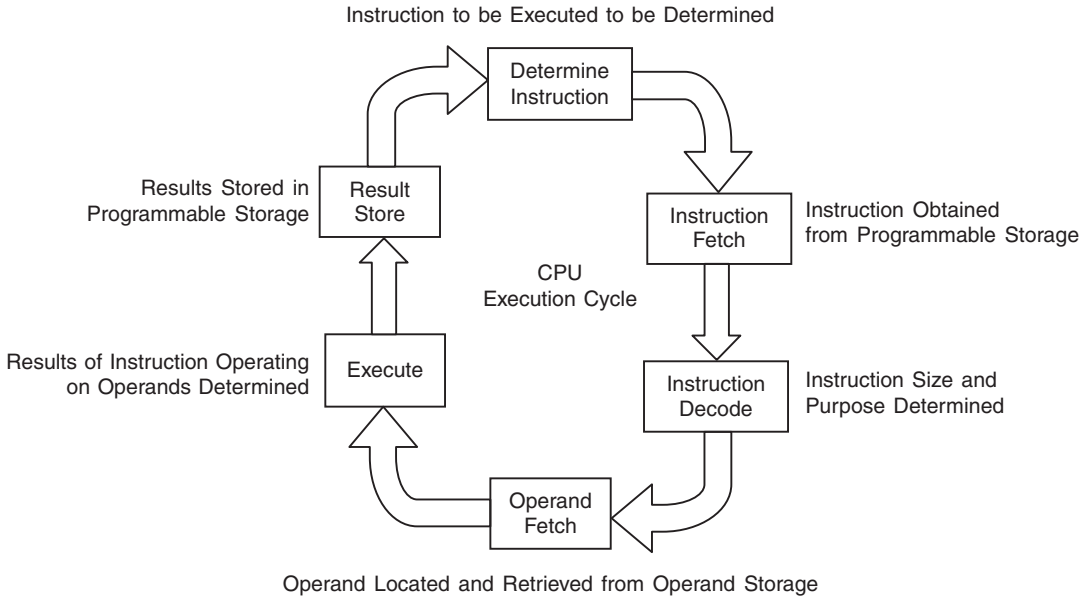 Instruction to be Executed to be Determined
Determine
Instruction
Results Stored in
Programmable Storage
Result
Store
Instruction
Fetch
Instruction Obtained
from Programmable Storage
CPU
Execution Cycle
Results of Instruction Operating
on Operands Determined
Execute
Instruction
Decode
Instruction Size and
Purpose Determined
Operand
Fetch
Operand Located and Retrieved from Operand Storage